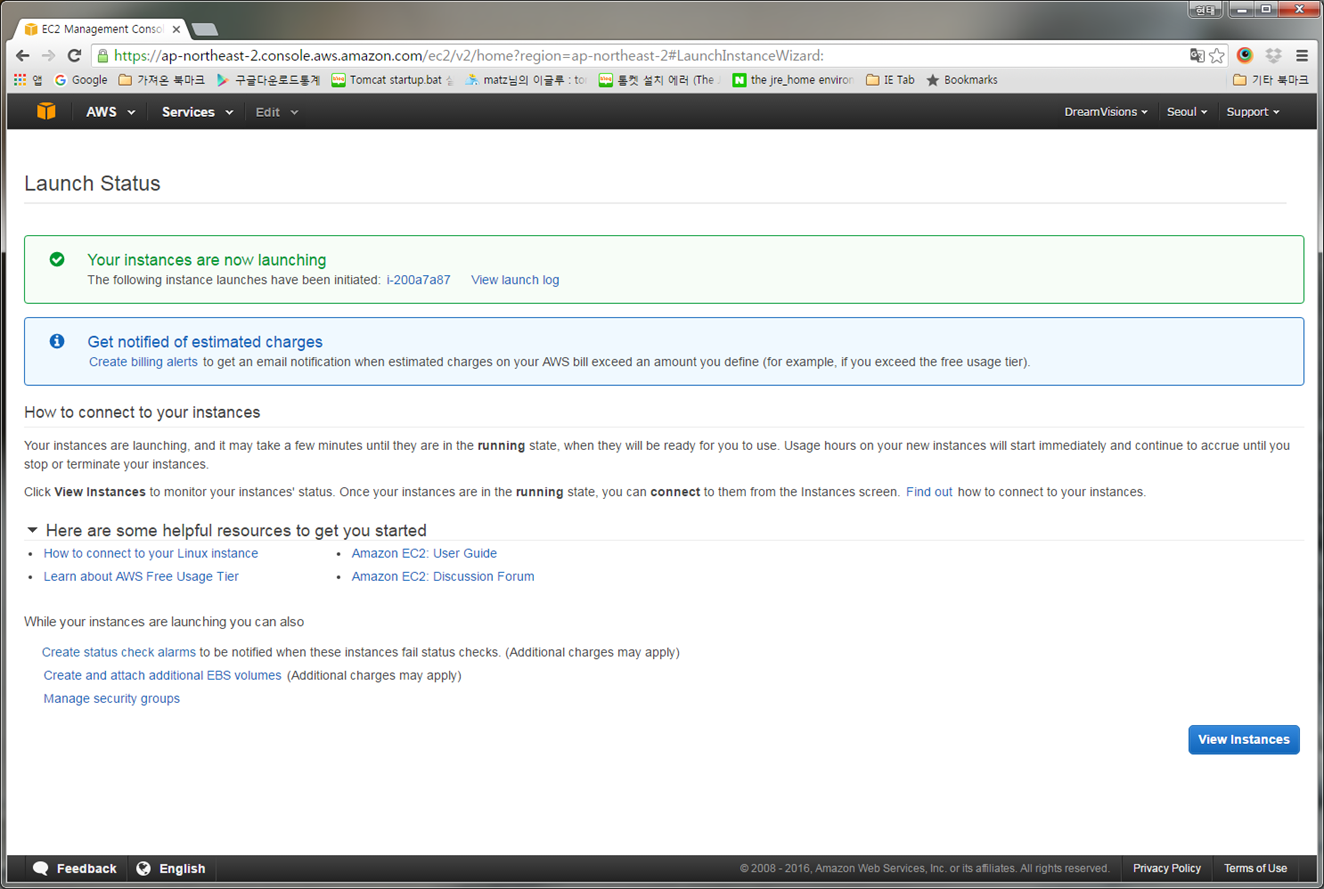 현태
EC2 Management Consol
https://ap-northeast-2.console.aws.amazon.com/ec2/v2/home?region=ap-northeast-2#LaunchInstanceWizard:
앱 Google 가져온 북마크 구글다운로드통계 Tomcat startup.bat 실 matz님의 이글루 : to 톰켓 설치 에러 (The J the jre_home environ IE Tab Bookmarks 기타 북마크
AWS Services Edit DreamVisions Seoul Support
Launch Status
Your instances are now launching
The following instance launches have been initiated: i-200a7a87 View launch log
Get notified of estimated charges
Create billing alerts to get an email notification when estimated charges on your AWS bill exceed an amount you define (for example, if you exceed the free usage tier).
How to connect to your instances
Your instances are launching, and it may take a few minutes until they are in the running state, when they will be ready for you to use. Usage hours on your new instances will start immediately and continue to accrue until you
stop or terminate your instances.
Click View Instances to monitor your instances' status. Once your instances are in the running state, you can connect to them from the Instances screen. Find out how to connect to your instances.
Here are some helpful resources to get you started
• How to connect to your Linux instance • Amazon EC2: User Guide
• Learn about AWS Free Usage Tier • Amazon EC2: Discussion Forum
While your instances are launching you can also
Create status check alarms to be notified when these instances fail status checks. (Additional charges may apply)
Create and attach additional EBS volumes (Additional charges may apply)
Manage security groups
View Instances
Feedback English © 2008 - 2016, Amazon Web Services, Inc. or its affiliates. All rights reserved. Privacy Policy Terms of Use